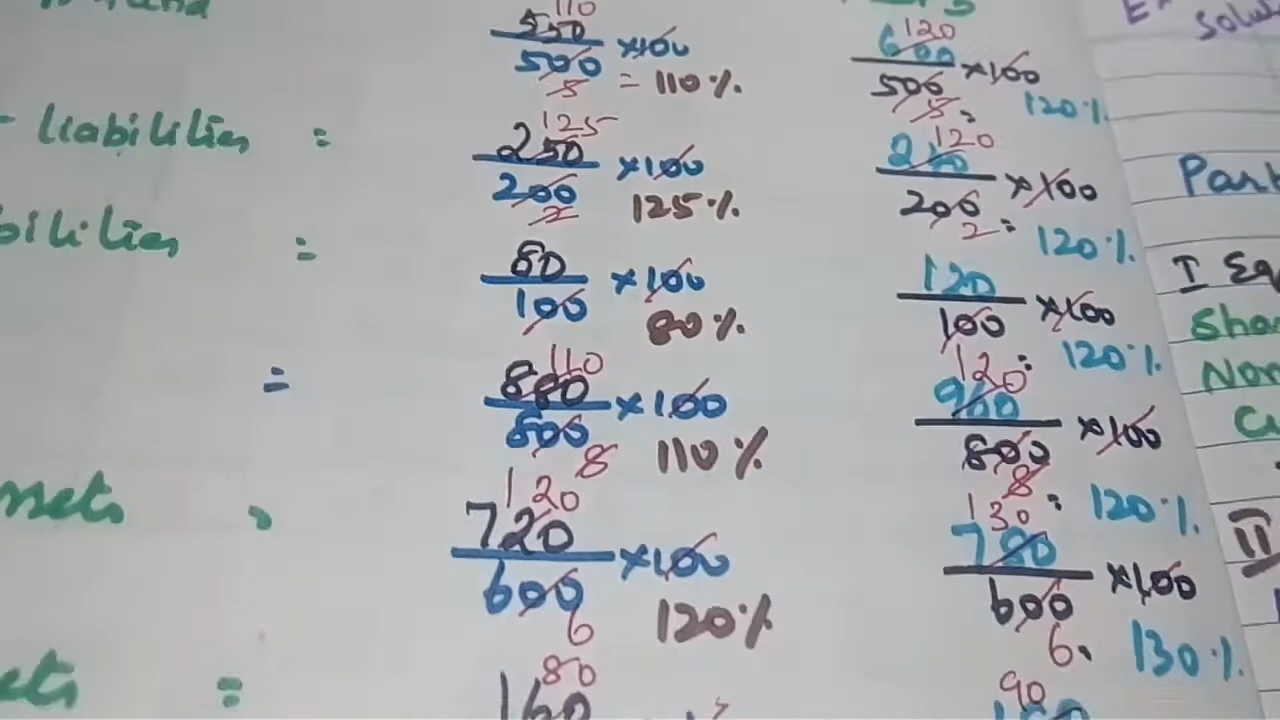 110 120 Solu
550/500 ×100 600/500 ×100
5 = 110% 5 = 120%
liabilities = 125 120
250/200 ×100 240/200 ×100 Part
2 125% 2 = 120%
bilities = 80/100 ×100 120/100 ×100 I Eq
80% = 120% Sha
= 110 120 Non
880/800 ×100 960/800 ×100 Cu
8 110% 8 = 120%
ssets = 120 130 II
720/600 ×100 780/600 ×100
6 120% 6 = 130%
ets = 80 90
160